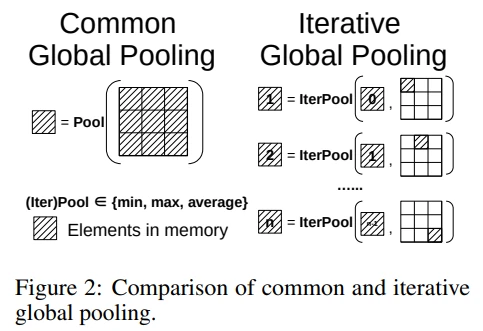 Common
Global Pooling
= Pool
(Iter)Pool ∈ {min, max, average}
Elements in memory
Iterative
Global Pooling
1 = IterPool 0 ,
2 = IterPool 1 ,
......
n = IterPool n-1 ,
Figure 2: Comparison of common and iterative
global pooling.